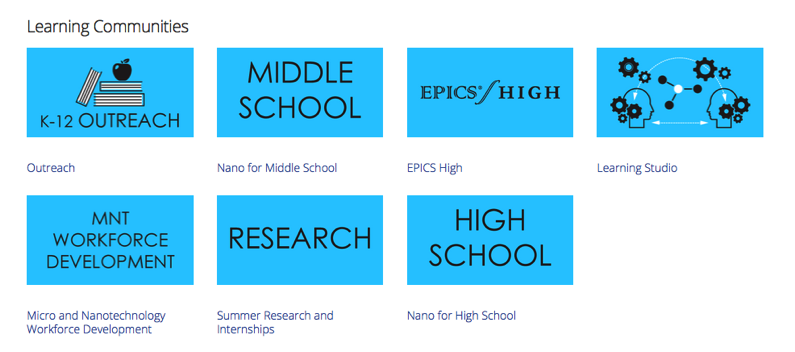 Learning Communities
K-12 OUTREACH
Outreach
MIDDLE
SCHOOL
Nano for Middle School
EPICS® HIGH
EPICS High
Learning Studio
MNT
WORKFORCE
DEVELOPMENT
Micro and Nanotechnology
Workforce Development
RESEARCH
Summer Research and
Internships
HIGH
SCHOOL
Nano for High School